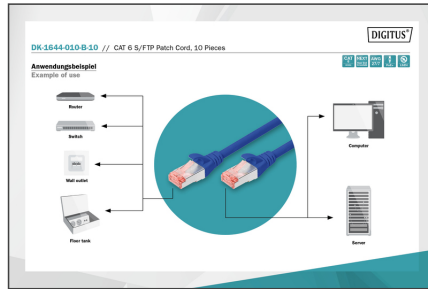 DIGITUS®
DK-1644-010-B-10 // CAT 6 S/FTP Patch Cord, 10 Pieces
Anwendungsbeispiel
Example of use
Router
Switch
Wall outlet
Floor tank
Computer
Server